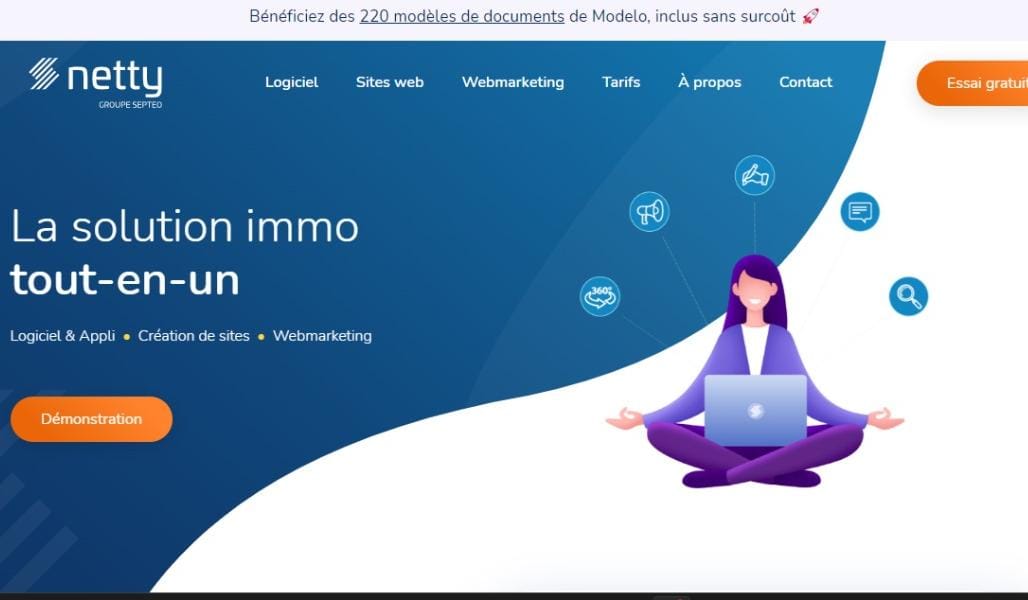 Bénéficiez des 220 modèles de documents de Modelo, inclus sans surcoût 🚀
netty
GROUPE SEPTEO
Logiciel Sites web Webmarketing Tarifs À propos Contact
Essai gratuit
La solution immo
tout-en-un
Logiciel & Appli • Création de sites • Webmarketing
Démonstration
360°